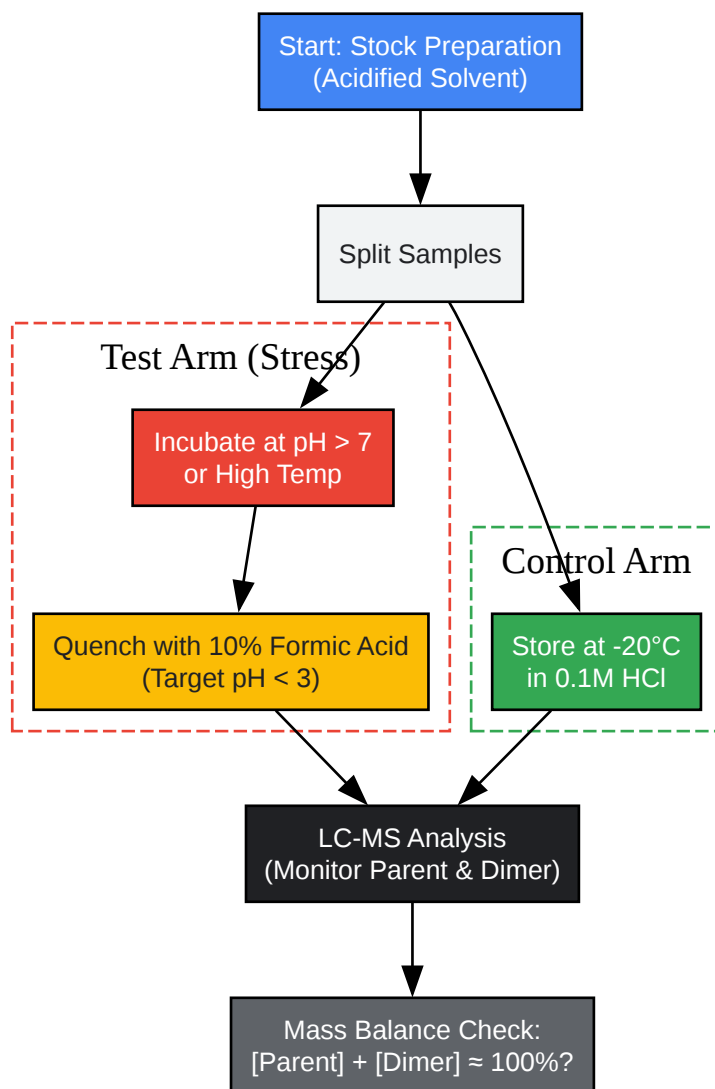 Start: Stock Preparation
(Acidified Solvent)
Split Samples
Test Arm (Stress)
Incubate at pH > 7
or High Temp
Control Arm
Quench with 10% Formic Acid
(Target pH < 3)
Store at -20°C
in 0.1M HCl
LC-MS Analysis
(Monitor Parent & Dimer)
Mass Balance Check:
[Parent] + [Dimer] ≈ 100%?